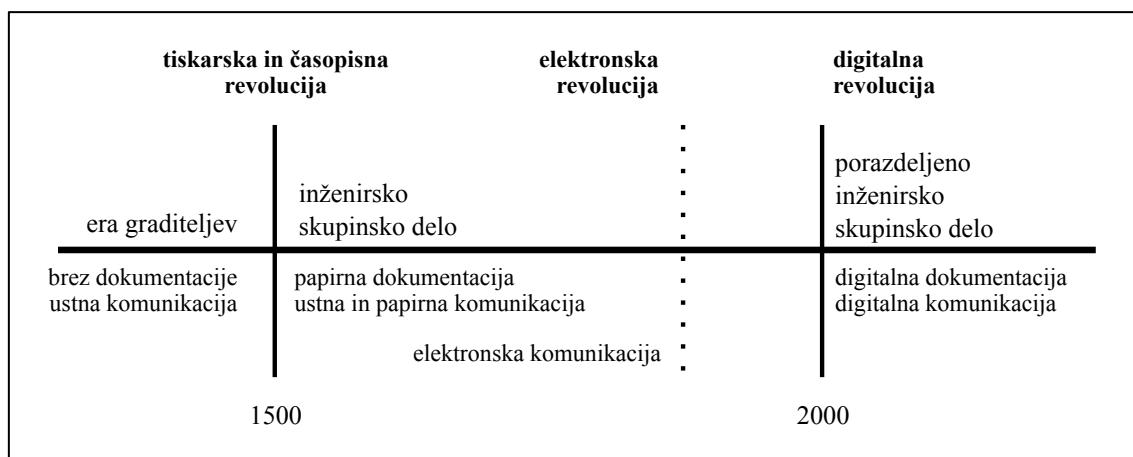 tiskarska in časopisna
revolucija
elektronska
revolucija
digitalna
revolucija
era graditeljev
inženirsko
skupinsko delo
porazdeljeno
inženirsko
skupinsko delo
brez dokumentacije
ustna komunikacija
papirna dokumentacija
ustna in papirna komunikacija
digitalna dokumentacija
digitalna komunikacija
elektronska komunikacija
1500
2000